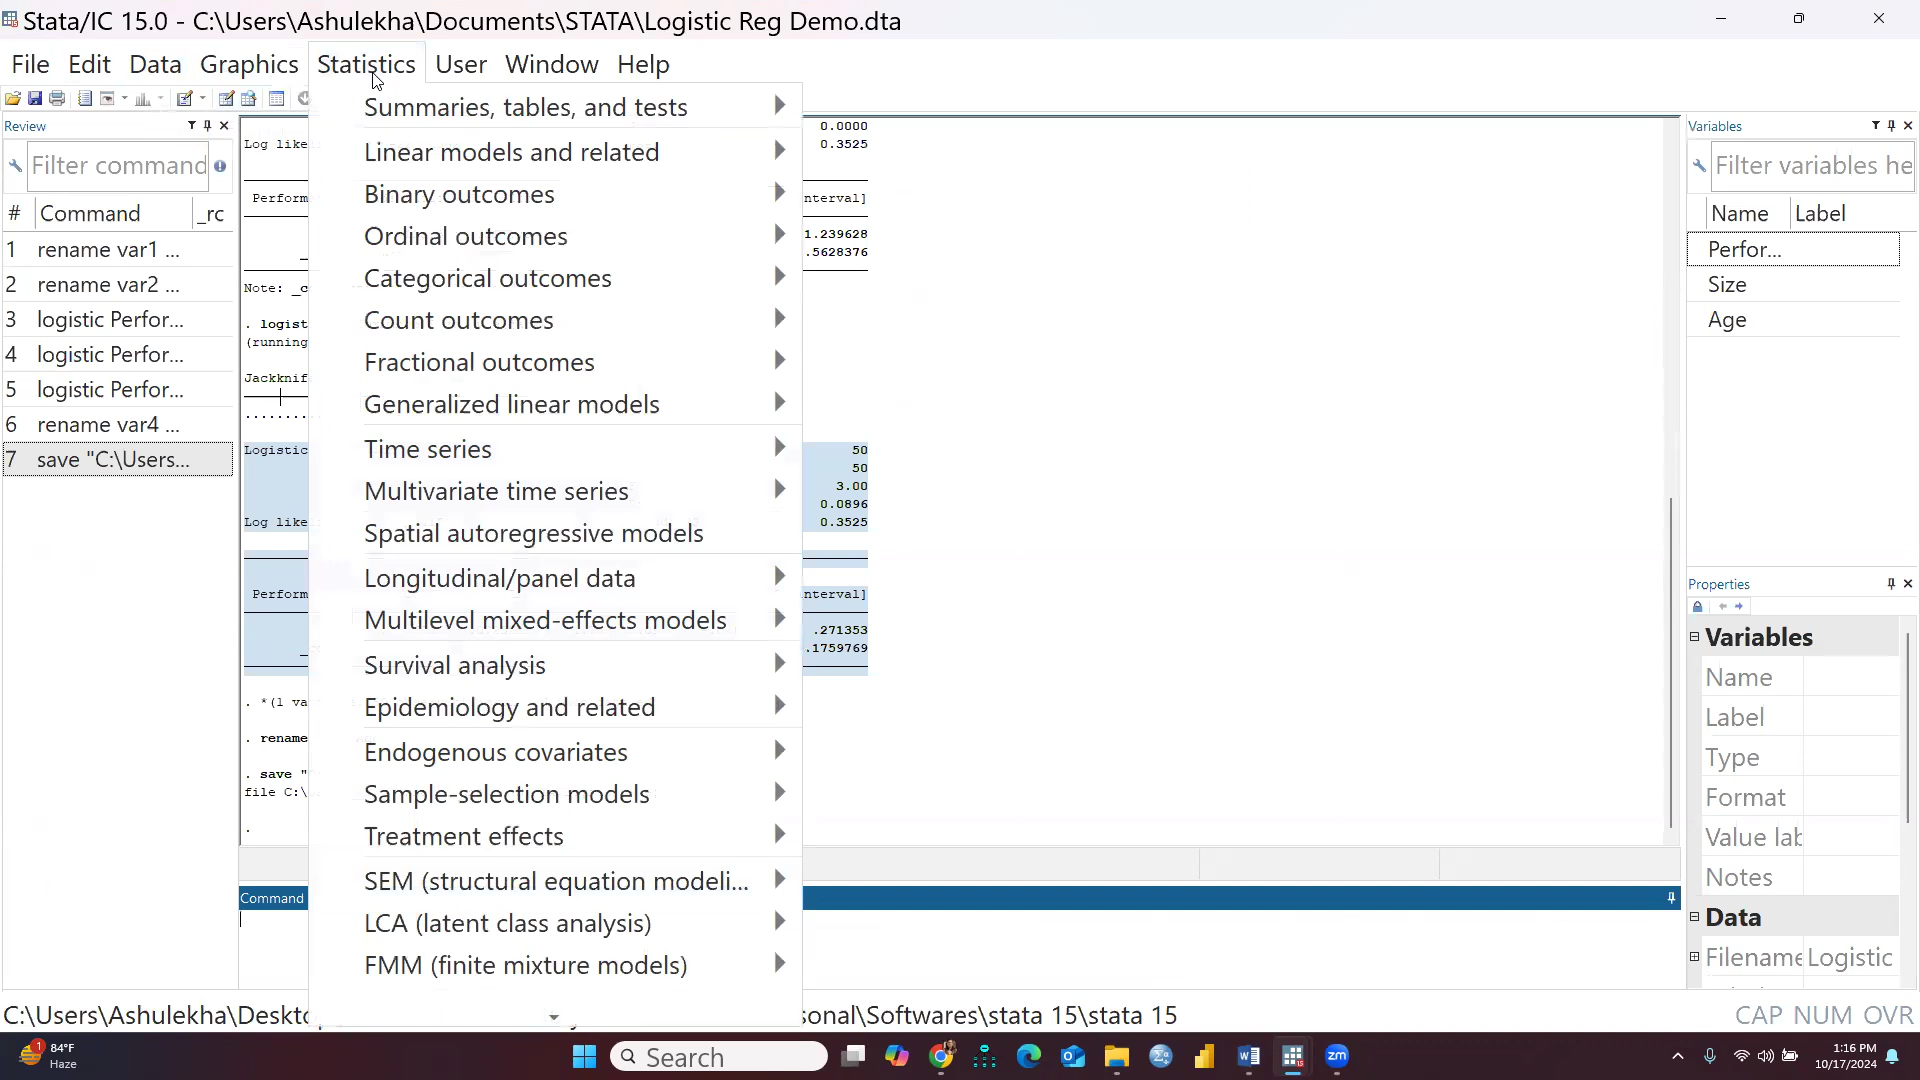 Stata/IC 15.0 - C:\Users\Ashulekha\Documents\STATA\Logistic Reg Demo.dta
File Edit Data Graphics Statistics User Window Help
Review
Filter command
# Command _rc
1 rename var1 ...
2 rename var2 ...
3 logistic Perfor...
4 logistic Perfor...
5 logistic Perfor...
6 rename var4 ...
7 save "C:\Users...
Summaries, tables, and tests
Linear models and related
Binary outcomes
Ordinal outcomes
Categorical outcomes
Count outcomes
Fractional outcomes
Generalized linear models
Time series
Multivariate time series
Spatial autoregressive models
Longitudinal/panel data
Multilevel mixed-effects models
Survival analysis
Epidemiology and related
Endogenous covariates
Sample-selection models
Treatment effects
SEM (structural equation modeli...
LCA (latent class analysis)
FMM (finite mixture models)
0.0000
Log like 0.3525
Perform nterval]
1.239628
.5628376
Note: _c
. logist
(running
Jackknif
Logistic 50
50
3.00
0.0896
Log like 0.3525
Perform nterval]
.271353
.1759769
. *(1 va
. rename
. save "
file C:\
.
Command
Variables
Filter variables he
Name Label
Perfor...
Size
Age
Properties
Variables
Name
Label
Type
Format
Value lab
Notes
Data
Filename Logistic
C:\Users\Ashulekha\Deskto sonal\Softwares\stata 15\stata 15
CAP NUM OVR
1
84°F
Haze
Search
zm
1:16 PM
10/17/2024